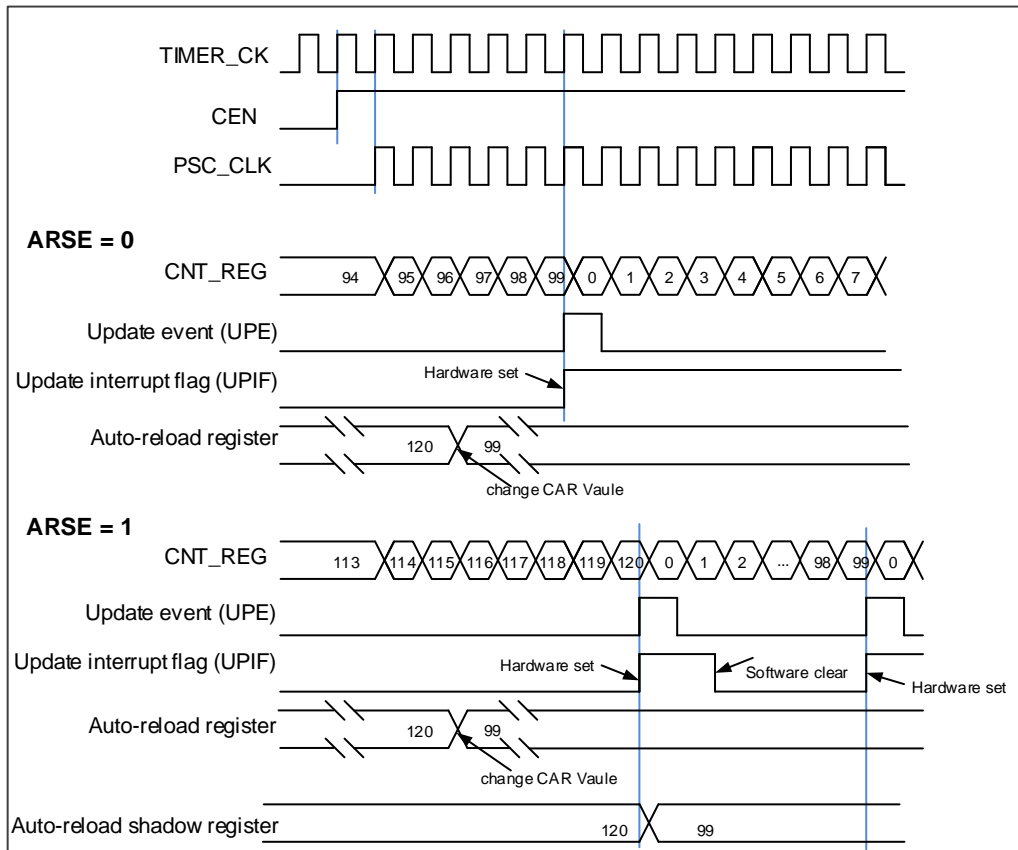 TIMER_CK
CEN
PSC_CLK
ARSE = 0
CNT_REG 94 95 96 97 98 99 0 1 2 3 4 5 6 7
Update event (UPE)
Update interrupt flag (UPIF) Hardware set
Auto-reload register 120 99
change CAR Vaule
ARSE = 1
CNT_REG 113 114 115 116 117 118 119 120 0 1 2 ... 98 99 0
Update event (UPE)
Update interrupt flag (UPIF) Hardware set Software clear Hardware set
Auto-reload register 120 99
change CAR Vaule
Auto-reload shadow register 120 99